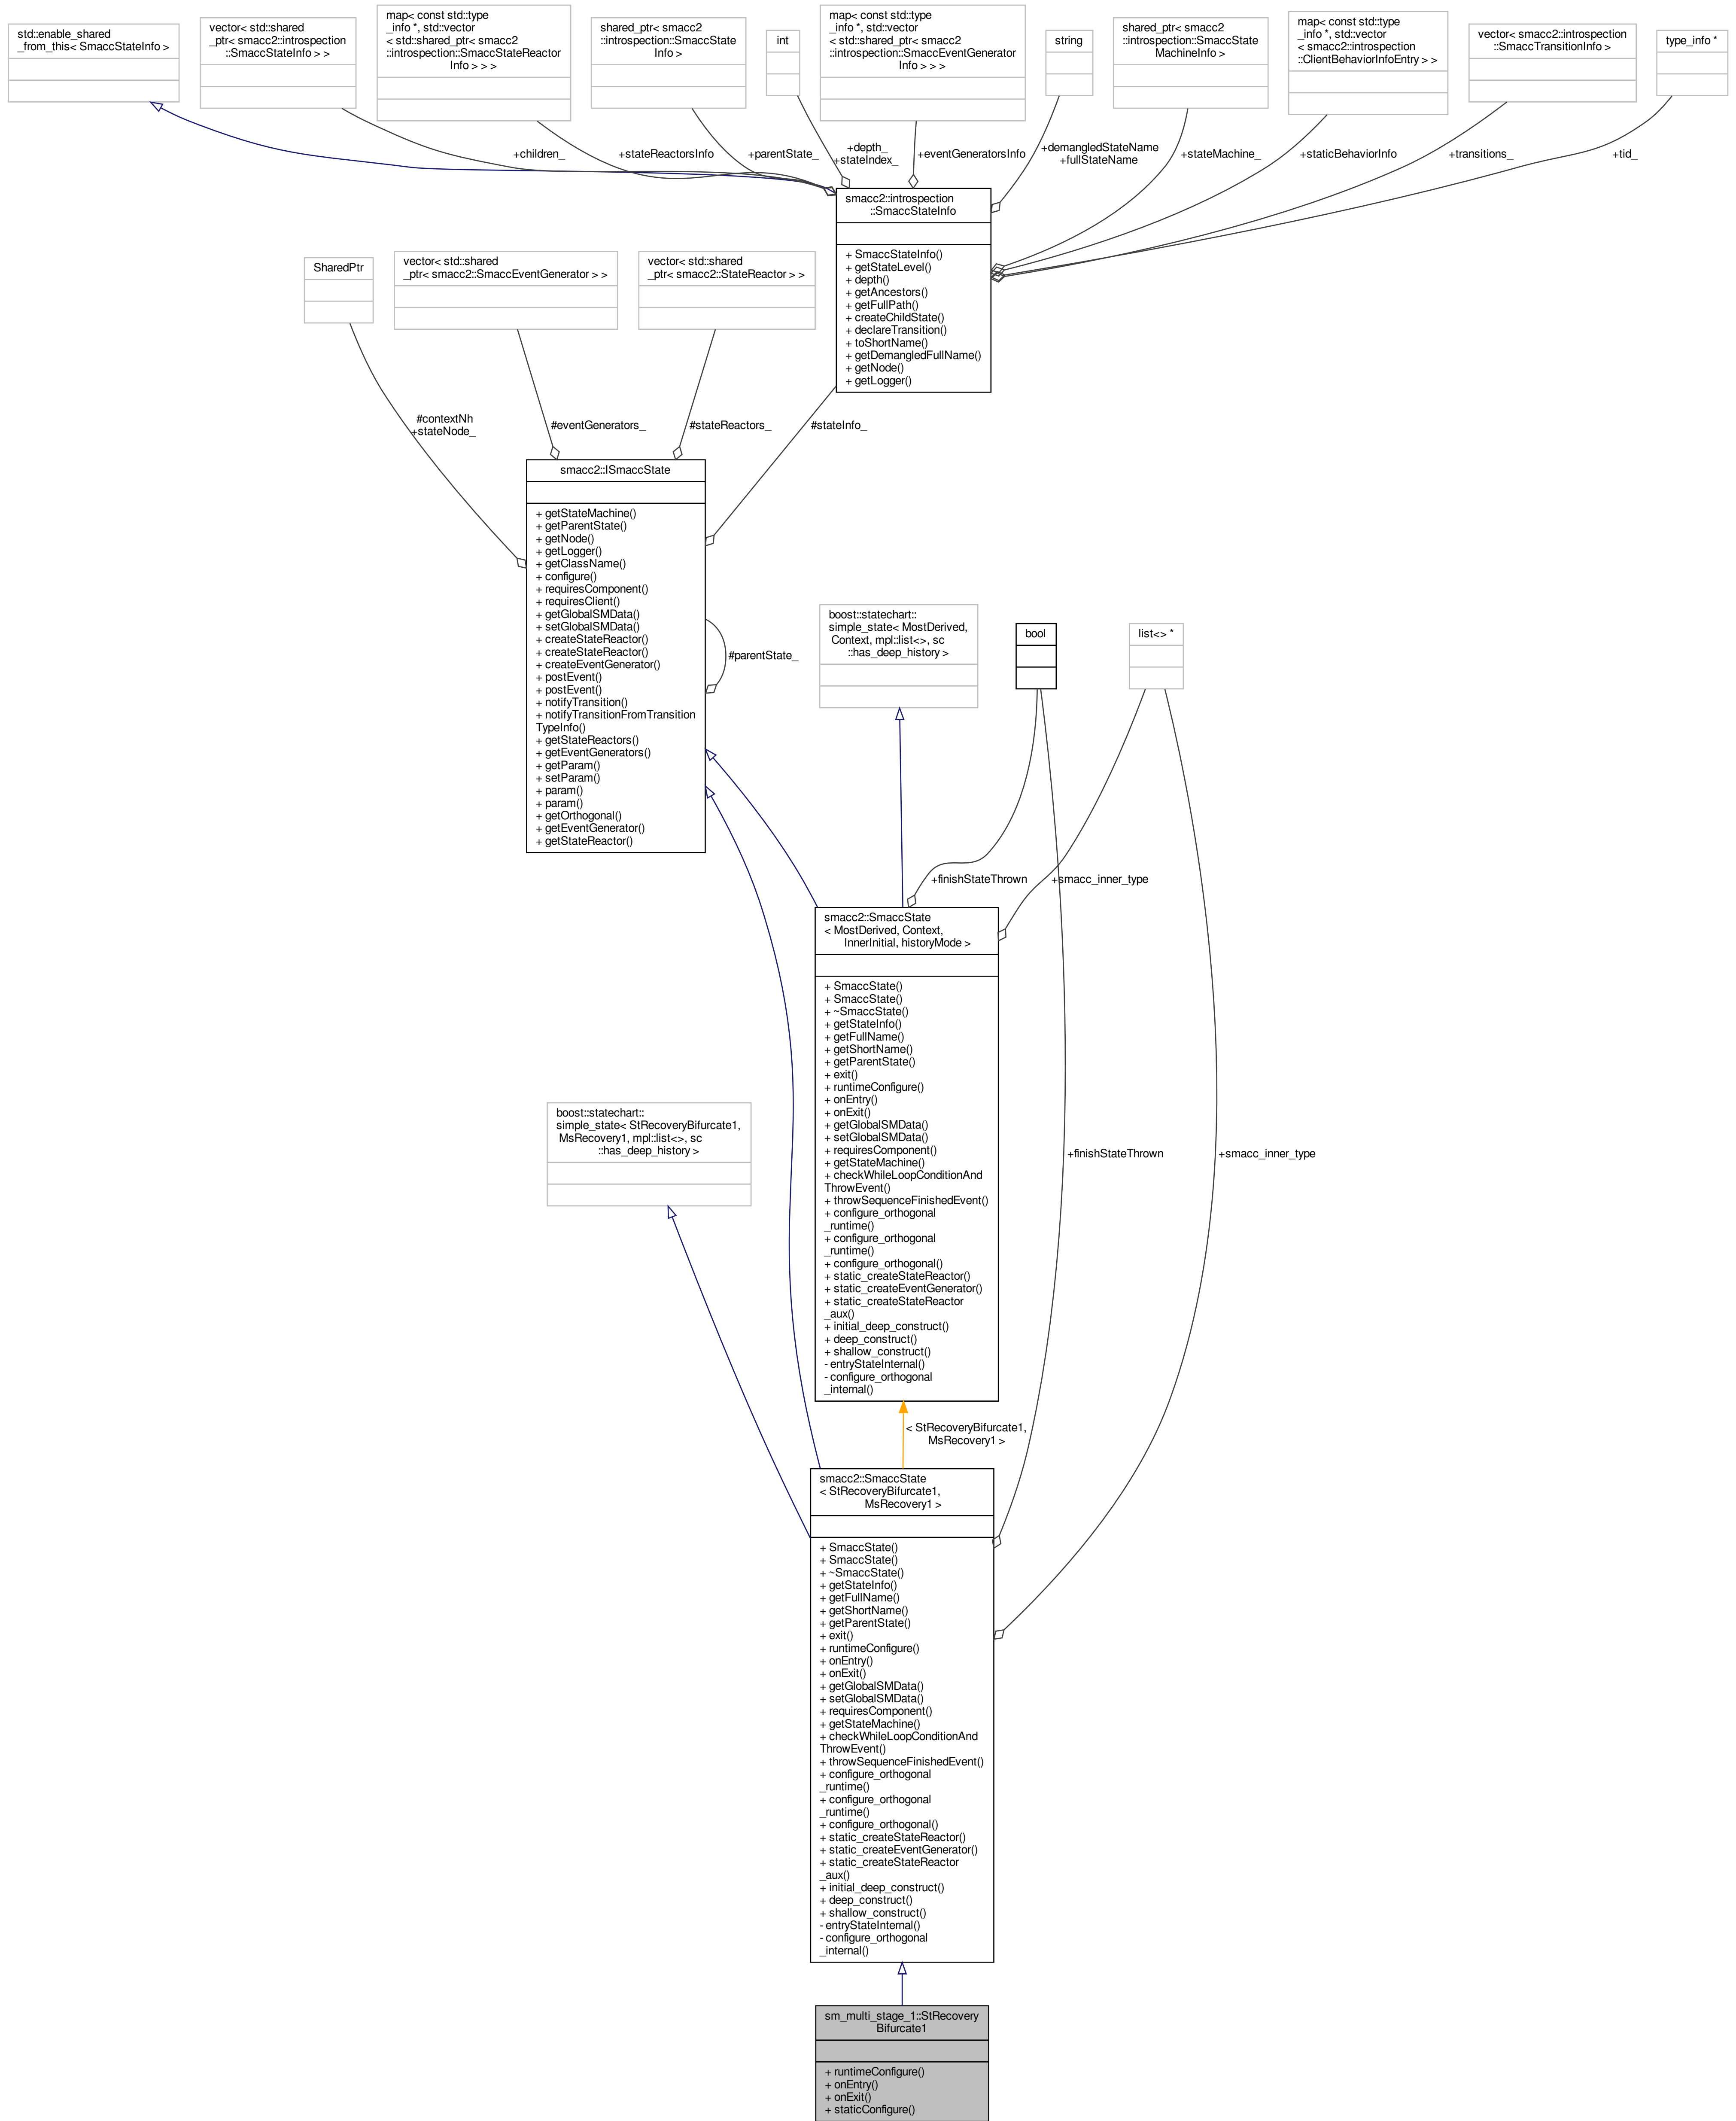 std::enable_shared
_from_this< SmaccStateInfo >
vector< std::shared
_ptr< smacc2::introspection
::SmaccStateInfo > >
map< const std::type
_info *, std::vector
< std::shared_ptr< smacc2
::introspection::SmaccStateReactor
Info > > >
shared_ptr< smacc2
::introspection::SmaccState
Info >
int
map< const std::type
_info *, std::vector
< std::shared_ptr< smacc2
::introspection::SmaccEventGenerator
Info > > >
string
shared_ptr< smacc2
::introspection::SmaccState
MachineInfo >
map< const std::type
_info *, std::vector
< smacc2::introspection
::ClientBehaviorInfoEntry > >
vector< smacc2::introspection
::SmaccTransitionInfo >
type_info *
+children_
+stateReactorsInfo
+parentState_
+depth_
+stateIndex_
+eventGeneratorsInfo
+demangledStateName
+fullStateName
+stateMachine_
+staticBehaviorInfo
+transitions_
+tid_
smacc2::introspection
::SmaccStateInfo
+ SmaccStateInfo()
+ getStateLevel()
+ depth()
+ getAncestors()
+ getFullPath()
+ createChildState()
+ declareTransition()
+ toShortName()
+ getDemangledFullName()
+ getNode()
+ getLogger()
SharedPtr
vector< std::shared
_ptr< smacc2::SmaccEventGenerator > >
vector< std::shared
_ptr< smacc2::StateReactor > >
#contextNh
+stateNode_
#eventGenerators_
#stateReactors_
#stateInfo_
smacc2::ISmaccState
+ getStateMachine()
+ getParentState()
+ getNode()
+ getLogger()
+ getClassName()
+ configure()
+ requiresComponent()
+ requiresClient()
+ getGlobalSMData()
+ setGlobalSMData()
+ createStateReactor()
+ createStateReactor()
+ createEventGenerator()
+ postEvent()
+ postEvent()
+ notifyTransition()
+ notifyTransitionFromTransition
TypeInfo()
+ getStateReactors()
+ getEventGenerators()
+ getParam()
+ setParam()
+ param()
+ param()
+ getOrthogonal()
+ getEventGenerator()
+ getStateReactor()
#parentState_
boost::statechart::
simple_state< MostDerived,
Context, mpl::list<>, sc
::has_deep_history >
bool
list<> *
+finishStateThrown
+smacc_inner_type
smacc2::SmaccState
< MostDerived, Context,
InnerInitial, historyMode >
+ SmaccState()
+ SmaccState()
+ ~SmaccState()
+ getStateInfo()
+ getFullName()
+ getShortName()
+ getParentState()
+ exit()
+ runtimeConfigure()
+ onEntry()
+ onExit()
+ getGlobalSMData()
+ setGlobalSMData()
+ requiresComponent()
+ getStateMachine()
+ checkWhileLoopConditionAnd
ThrowEvent()
+ throwSequenceFinishedEvent()
+ configure_orthogonal
_runtime()
+ configure_orthogonal
_runtime()
+ configure_orthogonal()
+ static_createStateReactor()
+ static_createEventGenerator()
+ static_createStateReactor
_aux()
+ initial_deep_construct()
+ deep_construct()
+ shallow_construct()
- entryStateInternal()
- configure_orthogonal
_internal()
boost::statechart::
simple_state< StRecoveryBifurcate1,
MsRecovery1, mpl::list<>, sc
::has_deep_history >
+finishStateThrown
+smacc_inner_type
< StRecoveryBifurcate1,
MsRecovery1 >
smacc2::SmaccState
< StRecoveryBifurcate1,
MsRecovery1 >
+ SmaccState()
+ SmaccState()
+ ~SmaccState()
+ getStateInfo()
+ getFullName()
+ getShortName()
+ getParentState()
+ exit()
+ runtimeConfigure()
+ onEntry()
+ onExit()
+ getGlobalSMData()
+ setGlobalSMData()
+ requiresComponent()
+ getStateMachine()
+ checkWhileLoopConditionAnd
ThrowEvent()
+ throwSequenceFinishedEvent()
+ configure_orthogonal
_runtime()
+ configure_orthogonal
_runtime()
+ configure_orthogonal()
+ static_createStateReactor()
+ static_createEventGenerator()
+ static_createStateReactor
_aux()
+ initial_deep_construct()
+ deep_construct()
+ shallow_construct()
- entryStateInternal()
- configure_orthogonal
_internal()
sm_multi_stage_1::StRecovery
Bifurcate1
+ runtimeConfigure()
+ onEntry()
+ onExit()
+ staticConfigure()